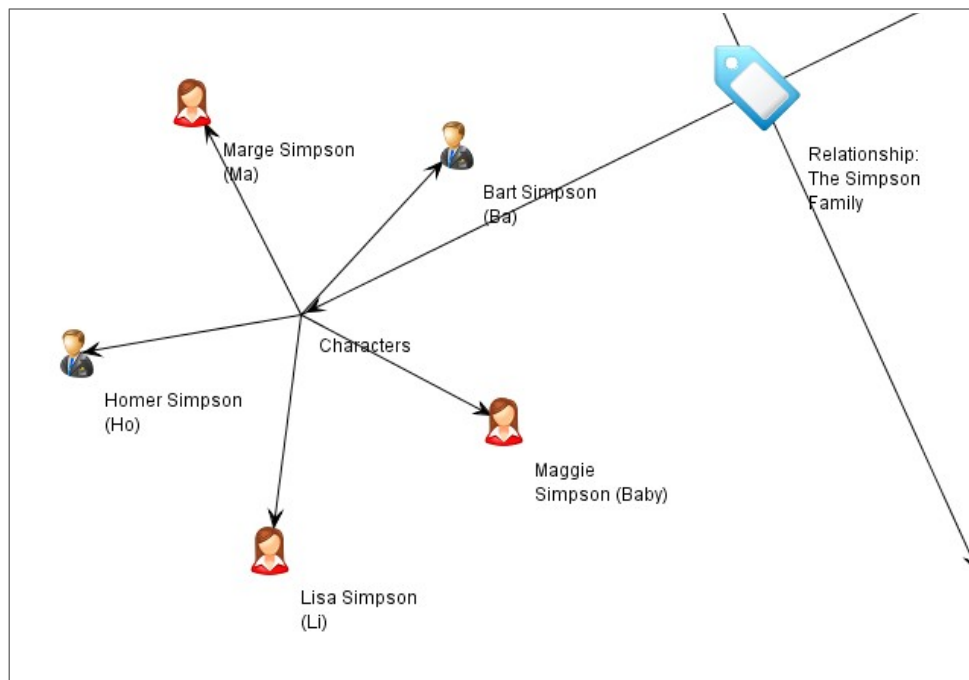 Marge Simpson
(Ma)
Bart Simpson
(Ba)
Relationship:
The Simpson
Family
Characters
Homer Simpson
(Ho)
Maggie
Simpson (Baby)
Lisa Simpson
(Li)